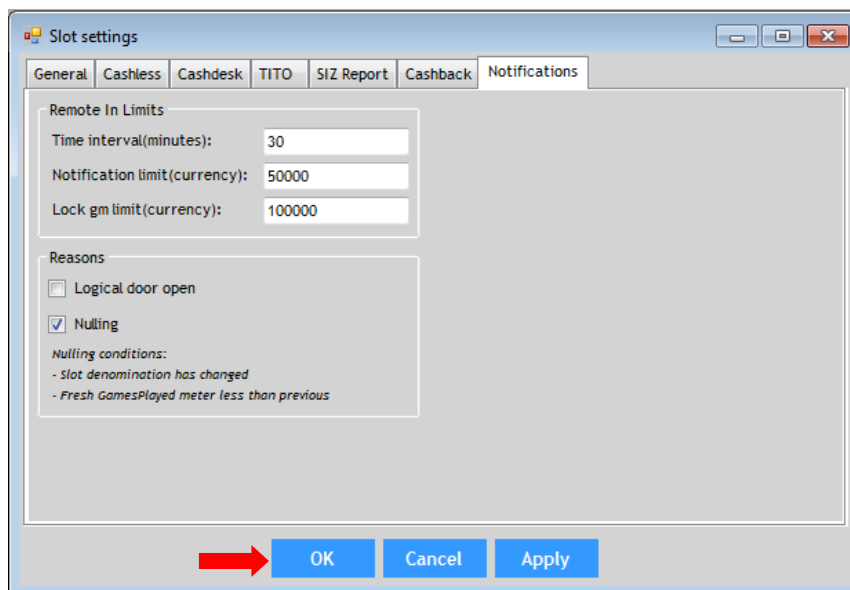 Slot settings
General Cashless Cashdesk TITO SIZ Report Cashback Notifications
Remote In Limits
Time interval(minutes): 30
Notification limit(currency): 50000
Lock gm limit(currency): 100000
Reasons
Logical door open
Nulling
Nulling conditions:
- Slot denomination has changed
- Fresh GamesPlayed meter less than previous
OK Cancel Apply